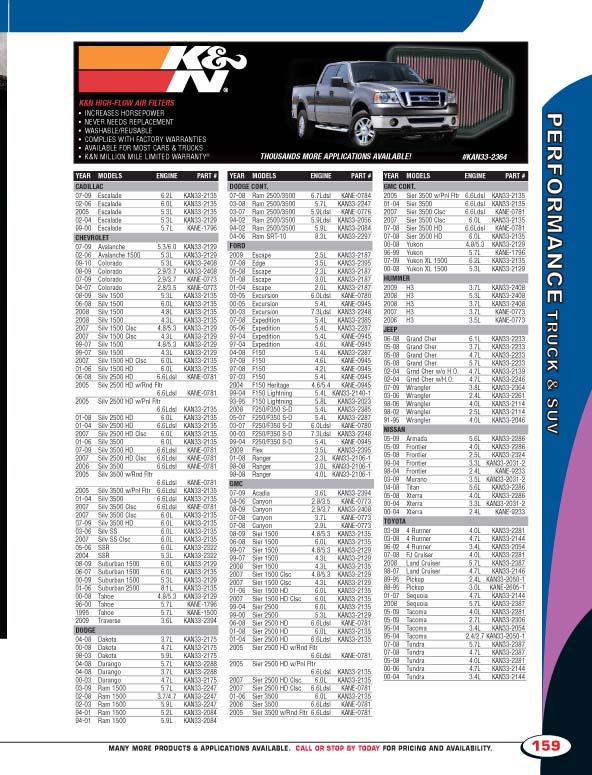 K&N
K&N HIGH-FLOW AIR FILTERS
• INCREASES HORSEPOWER
• NEVER NEEDS REPLACEMENT
• WASHABLE/REUSABLE
• COMPLIES WITH FACTORY WARRANTIES
• AVAILABLE FOR MOST CARS & TRUCKS
• K&N MILLION MILE LIMITED WARRANTY®
THOUSANDS MORE APPLICATIONS AVAILABLE!
#KAN33-2364
YEAR MODELS ENGINE PART #
CADILLAC
07-09 Escalade 6.2L KAN33-2135
02-06 Escalade 6.0L KAN33-2135
2005 Escalade 5.3L KAN33-2135
02-04 Escalade 5.3L KAN33-2129
99-00 Escalade 5.7L KANE-1796
CHEVROLET
07-09 Avalanche 5.3/6.0 KAN33-2129
02-06 Avalanche 1500 5.3L KAN33-2129
09-10 Colorado 5.3L KAN33-2408
08-09 Colorado 2.9/3.7 KAN33-2408
07-09 Colorado 2.9/3.7 KANE-0773
04-07 Colorado 2.8/3.5 KANE-0773
08-09 Silv 1500 5.3L KAN33-2135
06-08 Silv 1500 6.0L KAN33-2135
2008 Silv 1500 4.8L KAN33-2135
2008 Silv 1500 4.3L KAN33-2129
2007 Silv 1500 Clsc 4.8/5.3 KAN33-2129
2007 Silv 1500 Clsc 4.3L KAN33-2129
99-07 Silv 1500 4.8/5.3 KAN33-2129
99-07 Silv 1500 4.3L KAN33-2129
2007 Silv 1500 HD Clsc 6.0L KAN33-2135
01-06 Silv 1500 HD 6.0L KAN33-2135
06-08 Silv 2500 HD 6.6Ldsl KANE-0781
2005 Silv 2500 HD w/Rnd Fltr
6.6Ldsl KANE-0781
2005 Silv 2500 HD w/Pnl Fltr
6.6Ldsl KAN33-2135
01-08 Silv 2500 HD 6.0L KAN33-2135
01-04 Silv 2500 HD 6.6Ldsl KAN33-2135
2007 Silv 2500 HD Clsc 6.0L KAN33-2135
01-06 Silv 3500 6.0L KAN33-2135
07-09 Silv 3500 HD 6.6Ldsl KANE-0781
2007 Silv 2500 HD Clsc 6.6Ldsl KANE-0781
2006 Silv 3500 6.6Ldsl KANE-0781
2005 Silv 3500 w/Rnd Fltr
6.6Ldsl KANE-0781
2005 Silv 3500 w/Pnl Fltr 6.6Ldsl KAN33-2135
01-04 Silv 3500 6.6Ldsl KAN33-2135
2007 Silv 3500 Clsc 6.6Ldsl KANE-0781
2007 Silv 3500 Clsc 6.0L KAN33-2135
07-09 Silv 3500 HD 6.0L KAN33-2135
03-06 Silv SS 6.0L KAN33-2135
2007 Silv SS Clsc 6.0L KAN33-2135
05-06 SSR 6.0L KAN33-2322
2004 SSR 5.3L KAN33-2322
08-09 Suburban 1500 6.0L KAN33-2129
06-07 Suburban 1500 6.0L KAN33-2135
00-09 Suburban 1500 5.3L KAN33-2129
01-06 Suburban 2500 8.1L KAN33-2135
00-08 Tahoe 4.8/5.3 KAN33-2129
96-00 Tahoe 5.7L KANE-1796
1995 Tahoe 5.7L KANE-1500
2009 Traverse 3.6L KAN33-2394
DODGE
04-08 Dakota 3.7L KAN33-2175
00-08 Dakota 4.7L KAN33-2175
98-03 Dakota 5.9L KAN33-2084
04-08 Durango 5.7L KAN33-2288
04-08 Durango 3.7L KAN33-2288
00-03 Durango 4.7L KAN33-2175
03-09 Ram 1500 5.7L KAN33-2247
02-08 Ram 1500 3.7/4.7 KAN33-2247
02-03 Ram 1500 5.9L KAN33-2247
94-01 Ram 1500 5.2L KAN33-2084
94-01 Ram 1500 5.9L KAN33-2084
YEAR MODELS ENGINE PART #
DODGE CONT.
07-08 Ram 2500/3500 6.7Ldsl KANE-0784
03-08 Ram 2500/3500 5.7L KAN33-2247
03-07 Ram 2500/3500 5.9Ldsl KANE-0776
94-02 Ram 2500/3500 5.9Ldsl KAN33-2056
94-02 Ram 2500/3500 5.9L KAN33-2084
04-06 Ram SRT-10 8.3L KAN33-2297
FORD
2009 Escape 2.5L KAN33-2187
07-08 Edge 3.5L KAN33-2395
05-08 Escape 2.3L KAN33-2187
01-08 Escape 3.0L KAN33-2187
01-04 Escape 2.0L KAN33-2187
03-05 Excursion 6.0Ldsl KANE-0780
00-05 Excursion 5.4L KAN33-0945
00-03 Excursion 7.3Ldsl KAN33-2248
07-08 Expedition 5.4L KAN33-2385
05-06 Expedition 5.4L KAN33-2287
97-04 Expedition 5.4L KANE-0945
97-04 Expedition 4.6L KANE-0945
04-08 F150 5.4L KAN33-2287
97-08 F150 4.6L KANE-0945
97-08 F150 4.2L KANE-0945
97-03 F150 5.4L KANE-0945
2004 F150 Heritage 4.6/5.4 KANE-0945
99-04 F150 Lightning 5.4L KAN33-2140-1
93-95 F150 Lightning 5.8L KAN33-2023
2008 F250/F350 S-D 5.4L KAN33-2385
05-07 F250/F350 S-D 5.4L KAN33-2287
03-07 F250/F350 S-D 6.0Ldsl KANE-0780
00-03 F250/F350 S-D 7.3Ldsl KAN33-2248
99-04 F250/F350 S-D 5.4L KANE-0945
2009 Flex 3.5L KAN33-2395
01-08 Ranger 2.3L KAN33-2106-1
98-08 Ranger 3.0L KAN33-2106-1
98-08 Ranger 4.0L KAN33-2106-1
GMC
07-09 Acadia 3.6L KAN33-2394
04-06 Canyon 2.8/3.5 KANE-0773
08-09 Canyon 2.9/3.7 KAN33-2408
07-08 Canyon 3.7L KANE-0773
07-08 Canyon 2.9L KANE-0773
08-09 Sier 1500 4.8/5.3 KAN33-2135
06-08 Sier 1500 6.0L KAN33-2135
99-07 Sier 1500 4.8/5.3 KAN33-2129
99-07 Sier 1500 4.3L KAN33-2129
2008 Sier 1500 4.3L KAN33-2135
2007 Sier 1500 Clsc 4.8/5.3 KAN33-2129
2007 Sier 1500 Clsc 4.3L KAN33-2129
01-06 Sier 1500 HD 6.0L KAN33-2135
2007 Sier 1500 HD Clsc 6.0L KAN33-2135
99-04 Sier 2500 6.0L KAN33-2135
99-00 Sier 2500 5.3L KAN33-2129
06-08 Sier 2500 HD 6.6Ldsl KANE-0781
01-08 Sier 2500 HD 6.0L KAN33-2135
01-04 Sier 2500 HD 6.6Ldsl KAN33-2135
2005 Sier 2500 HD w/Rnd Fltr
6.6Ldsl KANE-0781
2005 Sier 2500 HD w/Pnl Fltr
6.6Ldsl KAN33-2135
2007 Sier 2500 HD Clsc 6.0L KAN33-2135
2007 Sier 2500 HD Clsc 6.6Ldsl KANE-0781
01-06 Sier 3500 6.0L KAN33-2135
2006 Sier 3500 6.6Ldsl KANE-0781
2005 Sier 3500 w/Rnd Fltr 6.6Ldsl KANE-0781
YEAR MODELS ENGINE PART #
GMC CONT.
2005 Sier 3500 w/Pnl Fltr 6.6Ldsl KAN33-2135
01-04 Sier 3500 6.6Ldsl KAN33-2135
2007 Sier 3500 Clsc 6.6Ldsl KANE-0781
2007 Sier 3500 Clsc 6.0L KAN33-2135
07-08 Sier 3500 HD 6.6Ldsl KANE-0781
07-08 Sier 3500 HD 6.0L KAN33-2135
00-08 Yukon 4.8/5.3 KAN33-2129
96-99 Yukon 5.7L KANE-1796
07-09 Yukon XL 1500 6.2L KAN33-2135
00-08 Yukon XL 1500 5.3L KAN33-2129
HUMMER
2009 H3 3.7L KAN33-2408
2008 H3 5.3L KAN33-2408
2008 H3 3.7L KAN33-2408
2007 H3 3.7L KANE-0773
2006 H3 3.5L KANE-0773
JEEP
06-08 Grand Cher 6.1L KAN33-2233
05-08 Grand Cher 3.7L KAN33-2233
05-08 Grand Cher 4.7L KAN33-2233
05-08 Grand Cher 5.7L KAN33-2233
02-04 Grnd Cher w/o H.O. 4.7L KAN33-2139
02-04 Grnd Cher w/H.O. 4.7L KAN33-2246
07-09 Wrangler 3.8L KAN33-2364
03-06 Wrangler 2.4L KAN33-2261
98-06 Wrangler 4.0L KAN33-2114
98-02 Wrangler 2.5L KAN33-2114
91-95 Wrangler 4.0L KAN33-2046
NISSAN
05-09 Armada 5.6L KAN33-2286
05-09 Frontier 4.0L KAN33-2286
05-08 Frontier 2.5L KAN33-2324
99-04 Frontier 3.3L KAN33-2031-2
98-04 Frontier 2.4L KANE-9233
03-09 Murano 3.5L KAN33-2031-2
04-08 Titan 5.6L KAN33-2286
05-08 Xterra 4.0L KAN33-2286
00-04 Xterra 3.3L KAN33-2031-2
00-04 Xterra 2.4L KANE-9233
TOYOTA
03-08 4 Runner 4.0L KAN33-2281
03-08 4 Runner 4.7L KAN33-2144
96-02 4 Runner 3.4L KAN33-2054
07-08 FJ Cruiser 4.0L KAN33-2281
2008 Land Cruiser 5.7L KAN33-2387
98-07 Land Cruiser 4.7L KAN33-2146
89-95 Pickup 2.4L KAN33-2050-1
88-95 Pickup 3.0L KANE-2605-1
01-07 Sequoia 4.7L KAN33-2144
2008 Sequoia 5.7L KAN33-2387
05-09 Tacoma 4.0L KAN33-2281
05-09 Tacoma 2.7L KAN33-2306
95-04 Tacoma 3.4L KAN33-2054
95-04 Tacoma 2.4/2.7 KAN33-2050-1
07-08 Tundra 5.7L KAN33-2387
07-08 Tundra 4.7L KAN33-2387
05-08 Tundra 4.0L KAN33-2281
00-06 Tundra 4.7L KAN33-2144
00-04 Tundra 3.4L KAN33-2144
PERFORMANCE TRUCK & SUV
MANY MORE PRODUCTS & APPLICATIONS AVAILABLE. CALL OR STOP BY TODAY FOR PRICING AND AVAILABILITY.
159